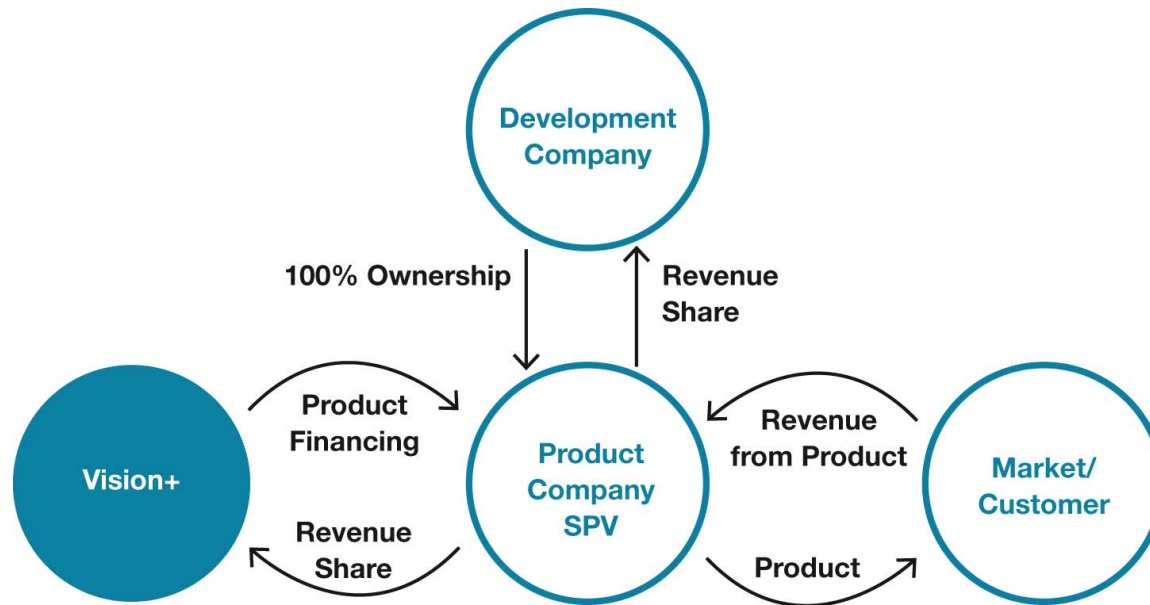 Development
Company
100% Ownership
Revenue
Share
Product
Financing
Vision+
Revenue
Share
Product
Company
SPV
Revenue
from Product
Product
Market/
Customer